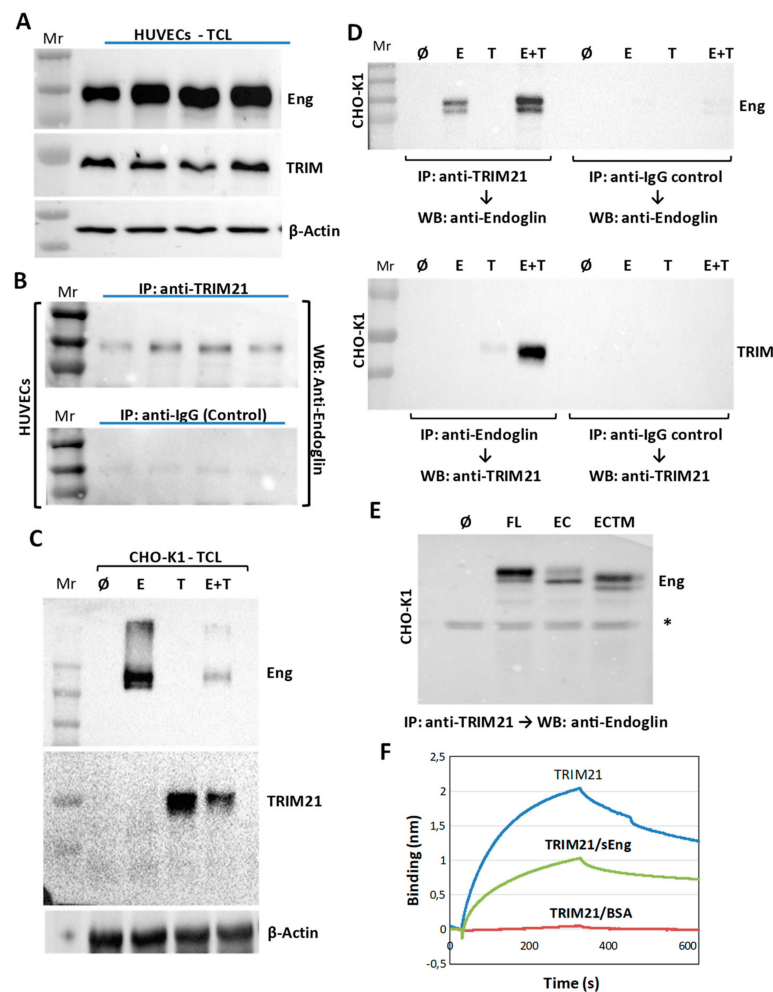 A
HUVECs - TCL
Mr
Eng
TRIM
β-Actin
B
HUVECs
Mr
IP: anti-TRIM21
Mr
IP: anti-IgG (Control)
WB: Anti-Endoglin
C
CHO-K1 - TCL
Mr Ø E T E+T
Eng
TRIM21
β-Actin
D
CHO-K1
Mr Ø E T E+T Ø E T E+T
Eng
IP: anti-TRIM21 IP: anti-IgG control
↓ ↓
WB: anti-Endoglin WB: anti-Endoglin
CHO-K1
Mr Ø E T E+T Ø E T E+T
TRIM
IP: anti-Endoglin IP: anti-IgG control
↓ ↓
WB: anti-TRIM21 WB: anti-TRIM21
E
Ø FL EC ECTM
CHO-K1
Eng
*
IP: anti-TRIM21 → WB: anti-Endoglin
F
Binding (nm)
2,5
2
1,5
1
0,5
0
-0,5
TRIM21
TRIM21/sEng
TRIM21/BSA
0 200 400 600
Time (s)